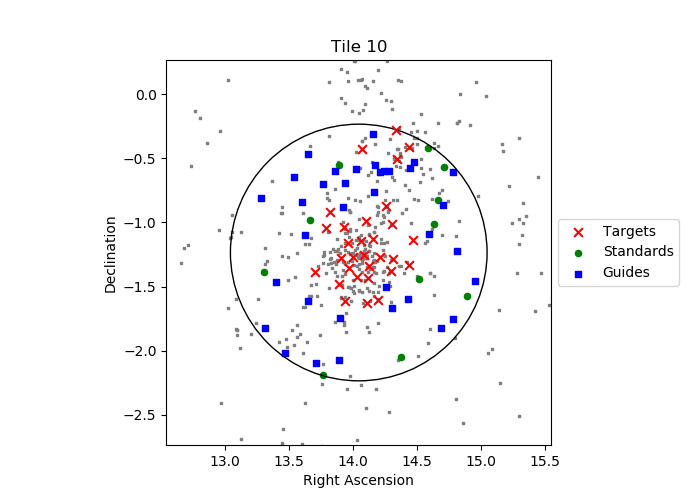 Tile 10
0.0
−0.5
−1.0
−1.5
−2.0
−2.5
Declination
13.0 13.5 14.0 14.5 15.0 15.5
Right Ascension
Targets
Standards
Guides